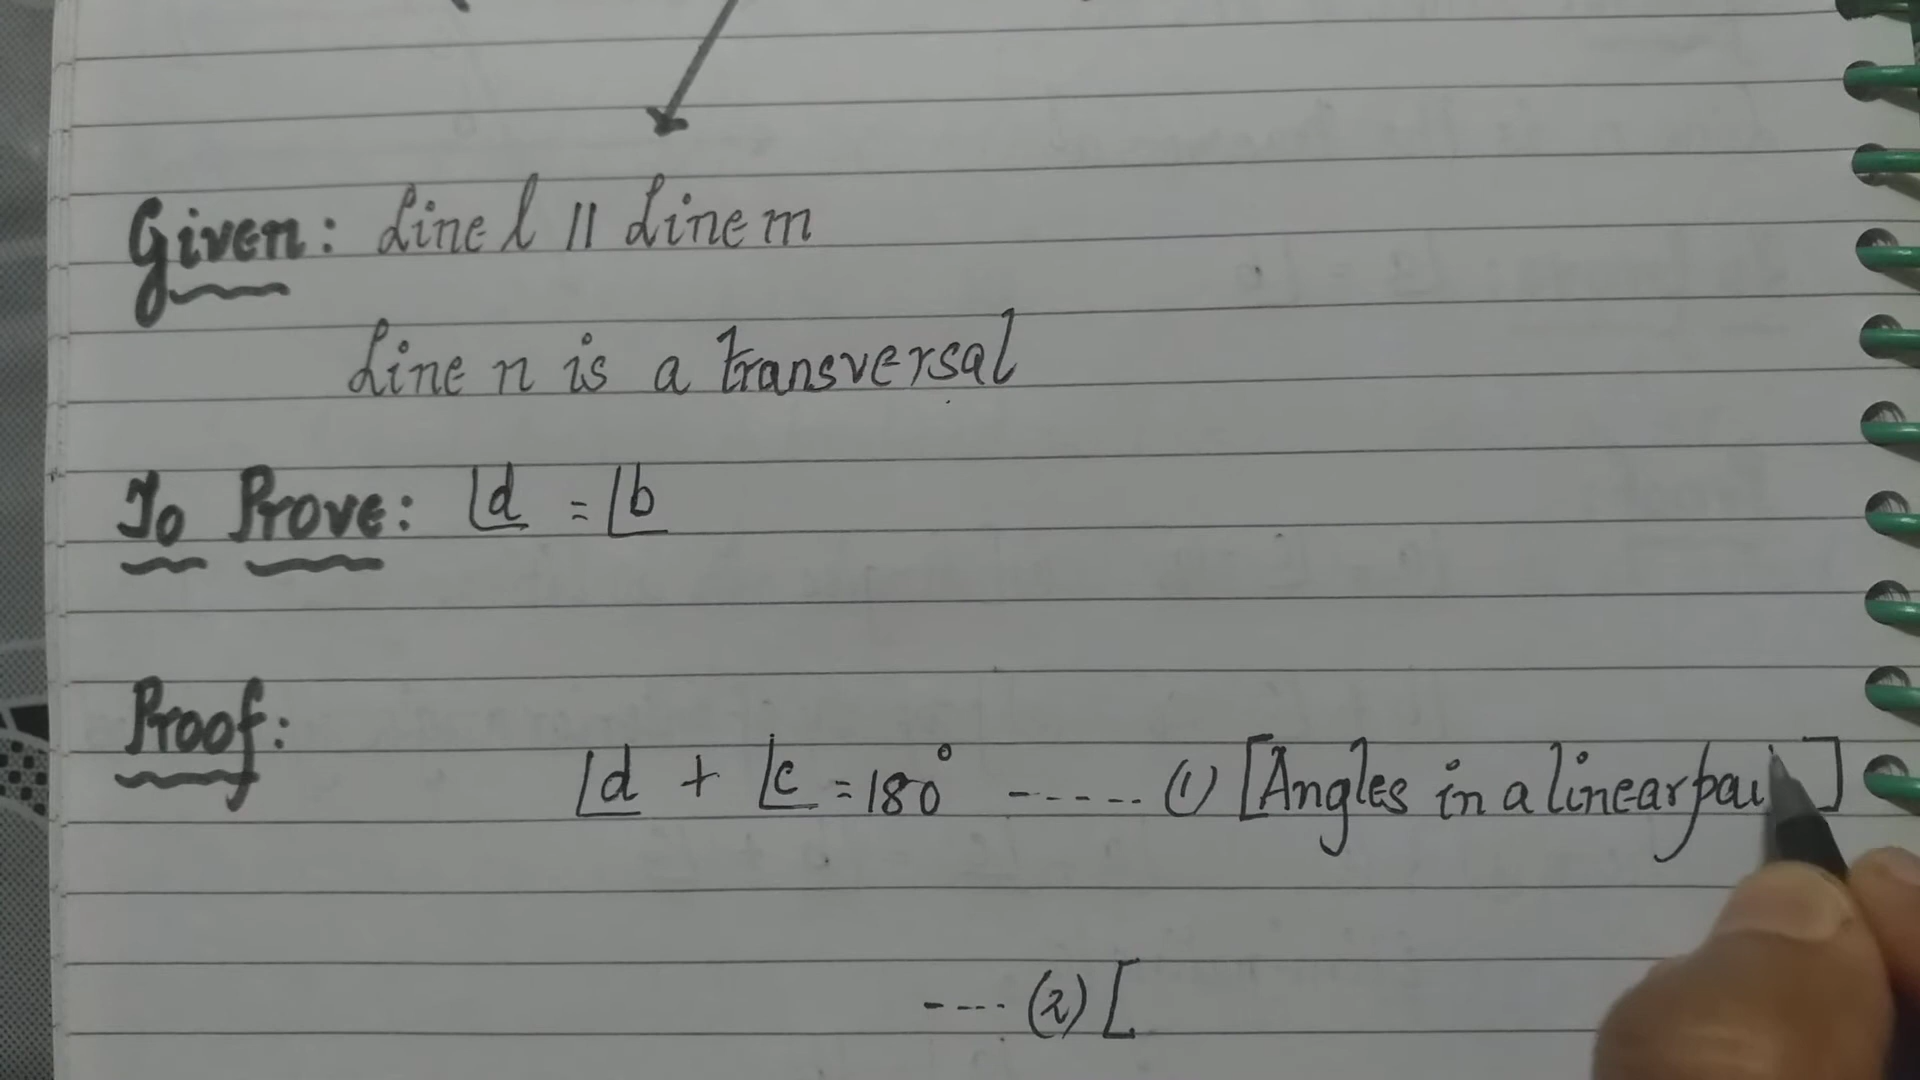 Given: Line l || Line m
Line n is a transversal
To Prove: ∠d = ∠b
Proof:
∠d + ∠c = 180° ----- (1) [Angles in a linear pai ]
---- (2) [